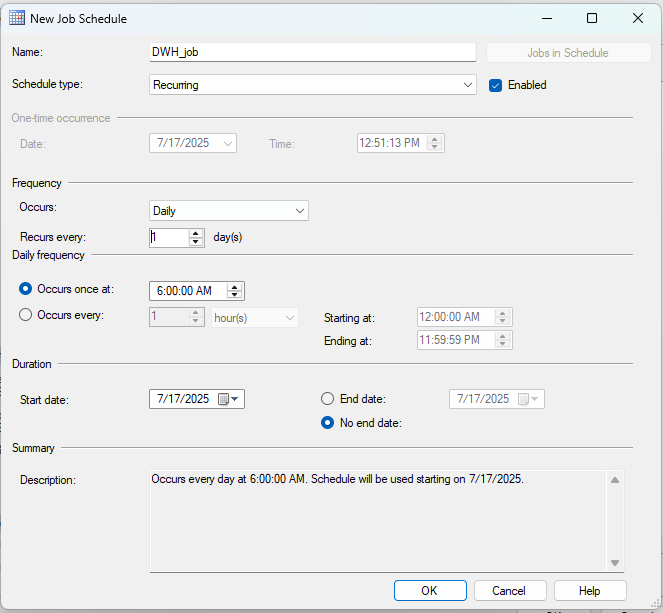 New Job Schedule
Name: DWH_job Jobs in Schedule
Schedule type: Recurring Enabled
One-time occurrence
Date: 7/17/2025 Time: 12:51:13 PM
Frequency
Occurs: Daily
Recurs every: 1 day(s)
Daily frequency
Occurs once at: 6:00:00 AM
Occurs every: 1 hour(s) Starting at: 12:00:00 AM
Ending at: 11:59:59 PM
Duration
Start date: 7/17/2025 End date: 7/17/2025
No end date:
Summary
Description: Occurs every day at 6:00:00 AM. Schedule will be used starting on 7/17/2025.
OK Cancel Help